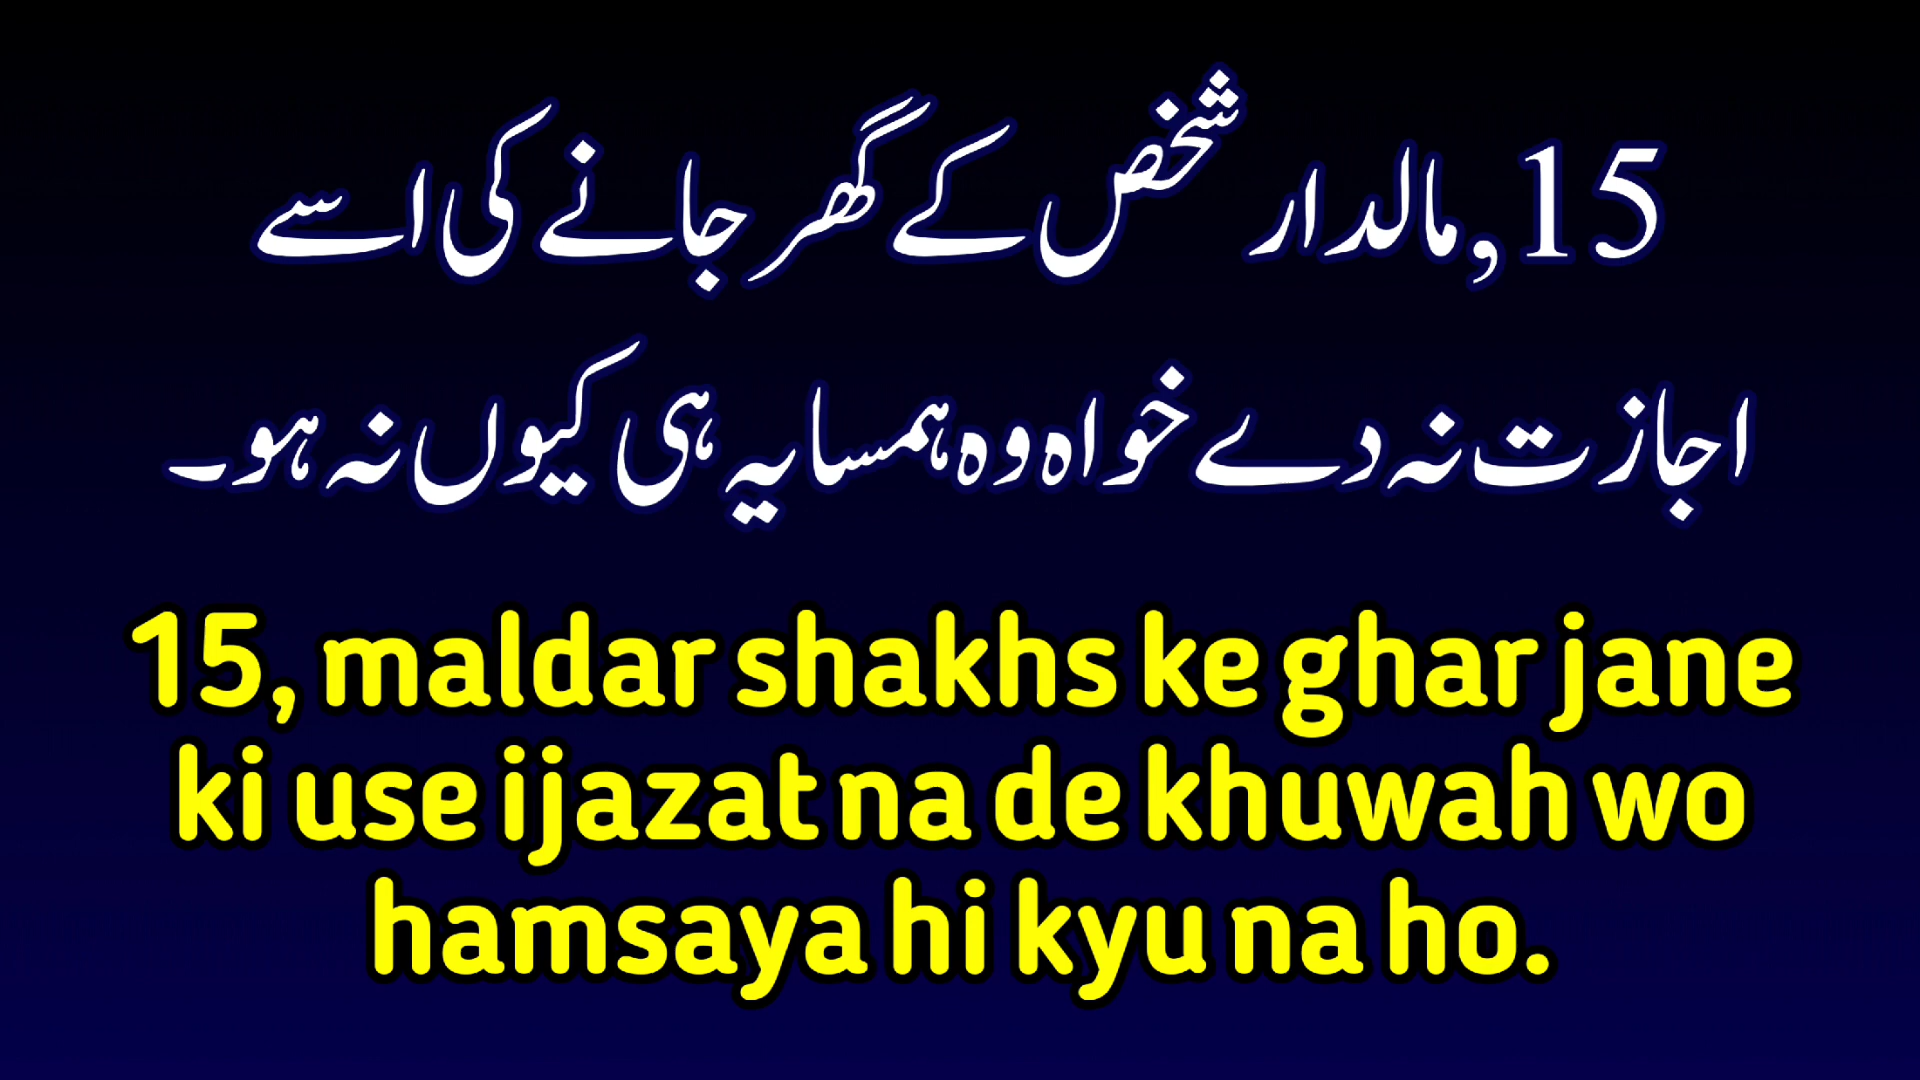 15,مالدار شخص کے گھر جانے کی اسے
اجازت نہ دے خواہ وہ ہمسایہ ہی کیوں نہ ہو۔
15, maldar shakhs ke ghar jane
ki use ijazat na de khuwah wo
hamsaya hi kyu na ho.